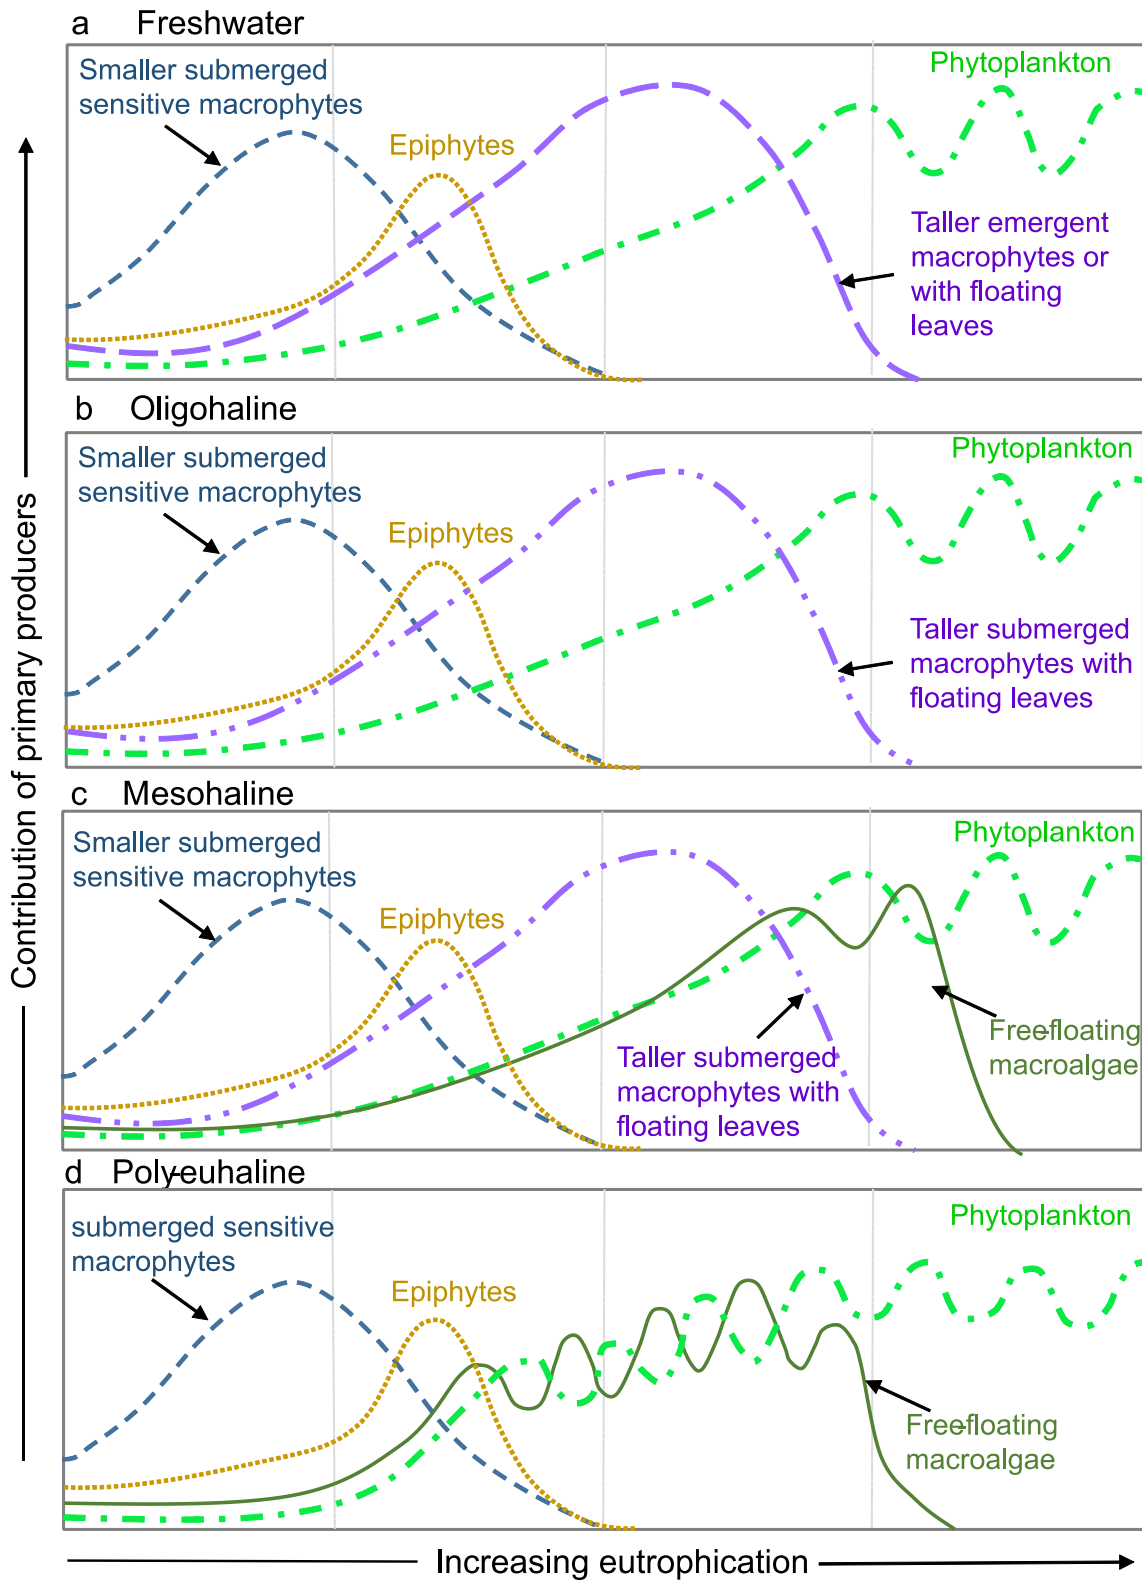 a Freshwater
Smaller submerged
sensitive macrophytes
Epiphytes
Phytoplankton
Taller emergent
macrophytes or
with floating
leaves
b Oligohaline
Smaller submerged
sensitive macrophytes
Epiphytes
Phytoplankton
Taller submerged
macrophytes with
floating leaves
c Mesohaline
Smaller submerged
sensitive macrophytes
Epiphytes
Phytoplankton
Taller submerged
macrophytes with
floating leaves
Free-floating
macroalgae
d Poly-euhaline
submerged sensitive
macrophytes
Epiphytes
Phytoplankton
Free-floating
macroalgae
Contribution of primary producers
Increasing eutrophication